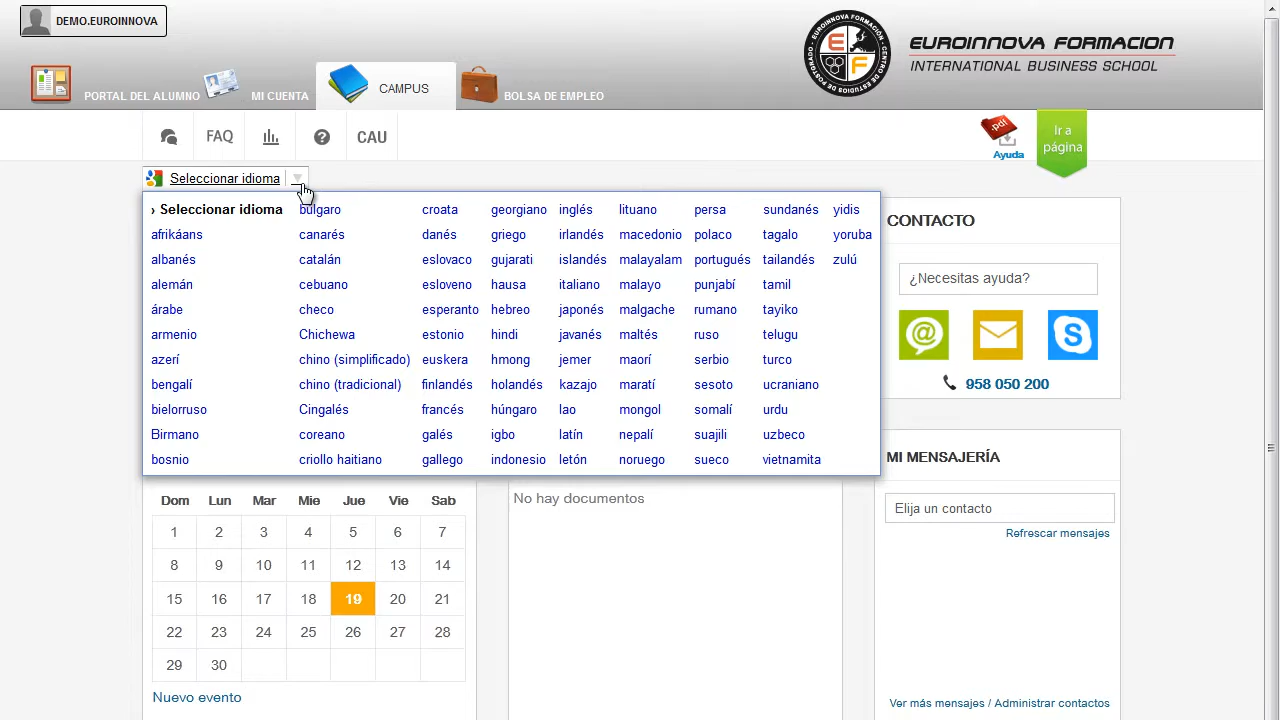 DEMO.EUROINNOVA
EUROINNOVA FORMACIÓN · CENTRO DE ESTUDIOS DE POSTGRADO
E F
EUROINNOVA FORMACION
INTERNATIONAL BUSINESS SCHOOL
PORTAL DEL ALUMNO MI CUENTA CAMPUS BOLSA DE EMPLEO
FAQ ? CAU
.pdf
Ayuda
Ir a
página
Seleccionar idioma
› Seleccionar idioma búlgaro croata georgiano inglés lituano persa sundanés yidis
afrikáans canarés danés griego irlandés macedonio polaco tagalo yoruba
albanés catalán eslovaco gujarati islandés malayalam portugués tailandés zulú
alemán cebuano esloveno hausa italiano malayo punjabí tamil
árabe checo esperanto hebreo japonés malgache rumano tayiko
armenio Chichewa estonio hindi javanés maltés ruso telugu
azerí chino (simplificado) euskera hmong jemer maorí serbio turco
bengalí chino (tradicional) finlandés holandés kazajo maratí sesoto ucraniano
bielorruso Cingalés francés húngaro lao mongol somalí urdu
Birmano coreano galés igbo latín nepalí suajili uzbeco
bosnio criollo haitiano gallego indonesio letón noruego sueco vietnamita
CONTACTO
¿Necesitas ayuda?
@ S
958 050 200
Dom Lun Mar Mie Jue Vie Sab
1 2 3 4 5 6 7
8 9 10 11 12 13 14
15 16 17 18 19 20 21
22 23 24 25 26 27 28
29 30
Nuevo evento
No hay documentos
MI MENSAJERÍA
Elija un contacto
Refrescar mensajes
Ver más mensajes / Administrar contactos